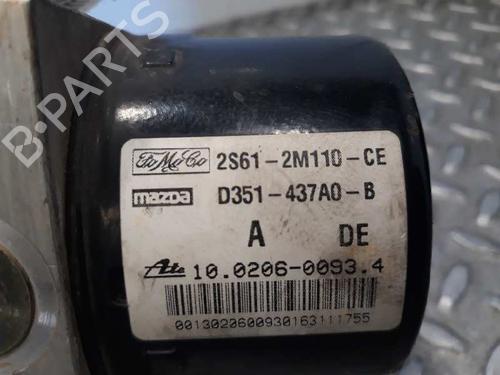 B-PARTS
FoMoCo 2S61-2M110-CE
mazda D351-437A0-B
A DE
Ate 10.0206-0093.4
0013020600930163111755